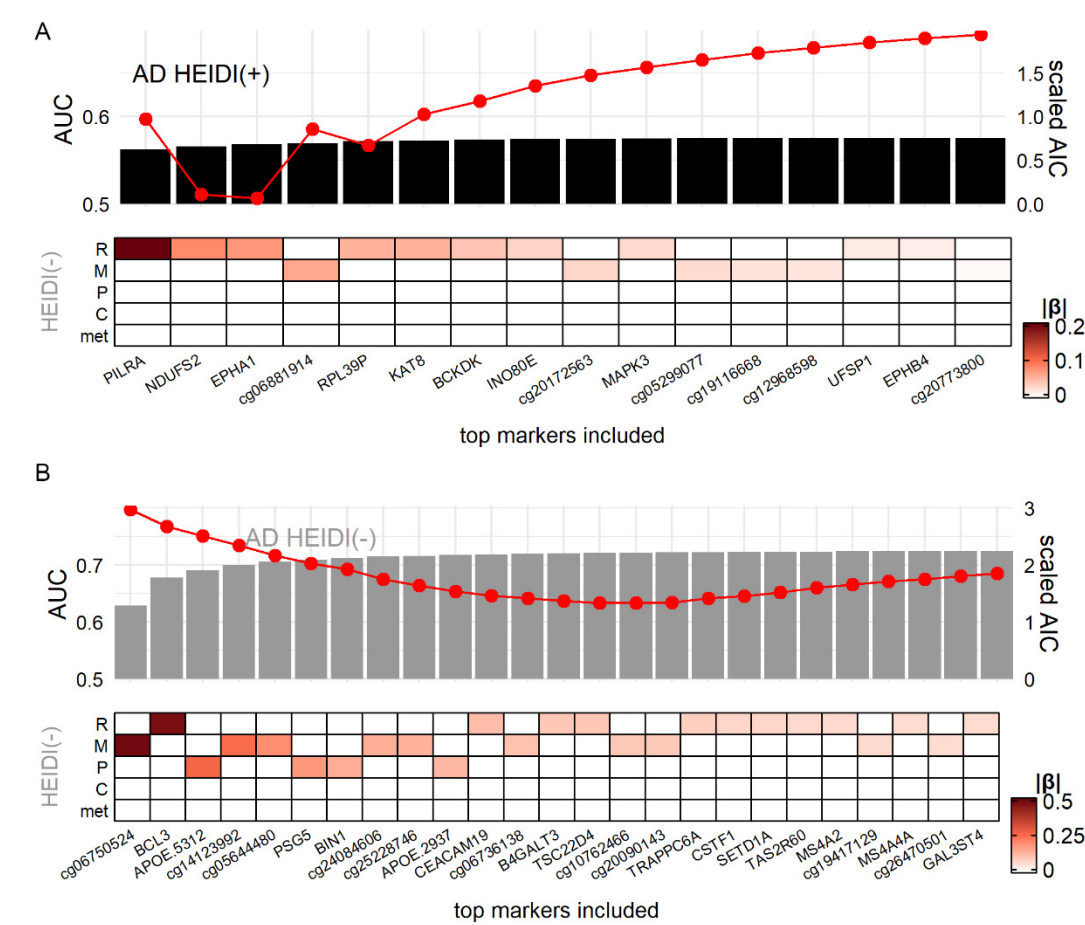 A
AD HEIDI(+)
AUC
0.6
0.5
scaled AIC
1.5
1.0
0.5
0.0
HEIDI(-)
R
M
P
C
met
PILRA
NDUFS2
EPHA1
cg06881914
RPL39P
KAT8
BCKDK
INO80E
cg20172563
MAPK3
cg05299077
cg19116668
cg12968598
UFSP1
EPHB4
cg20773800
|β|
0.2
0.1
0
top markers included
B
AD HEIDI(-)
AUC
0.7
0.6
0.5
scaled AIC
3
2
1
0
HEIDI(-)
R
M
P
C
met
cg06750524
BCL3
APOE.5312
cg14123992
cg05644480
PSG5
BIN1
cg24084606
cg25228746
APOE.2937
CEACAM19
cg06736138
B4GALT3
TSC22D4
cg10762466
cg20090143
TRAPPC6A
CSTF1
SETD1A
TAS2R60
MS4A2
cg19417129
MS4A4A
cg26470501
GAL3ST4
|β|
0.5
0.25
0
top markers included